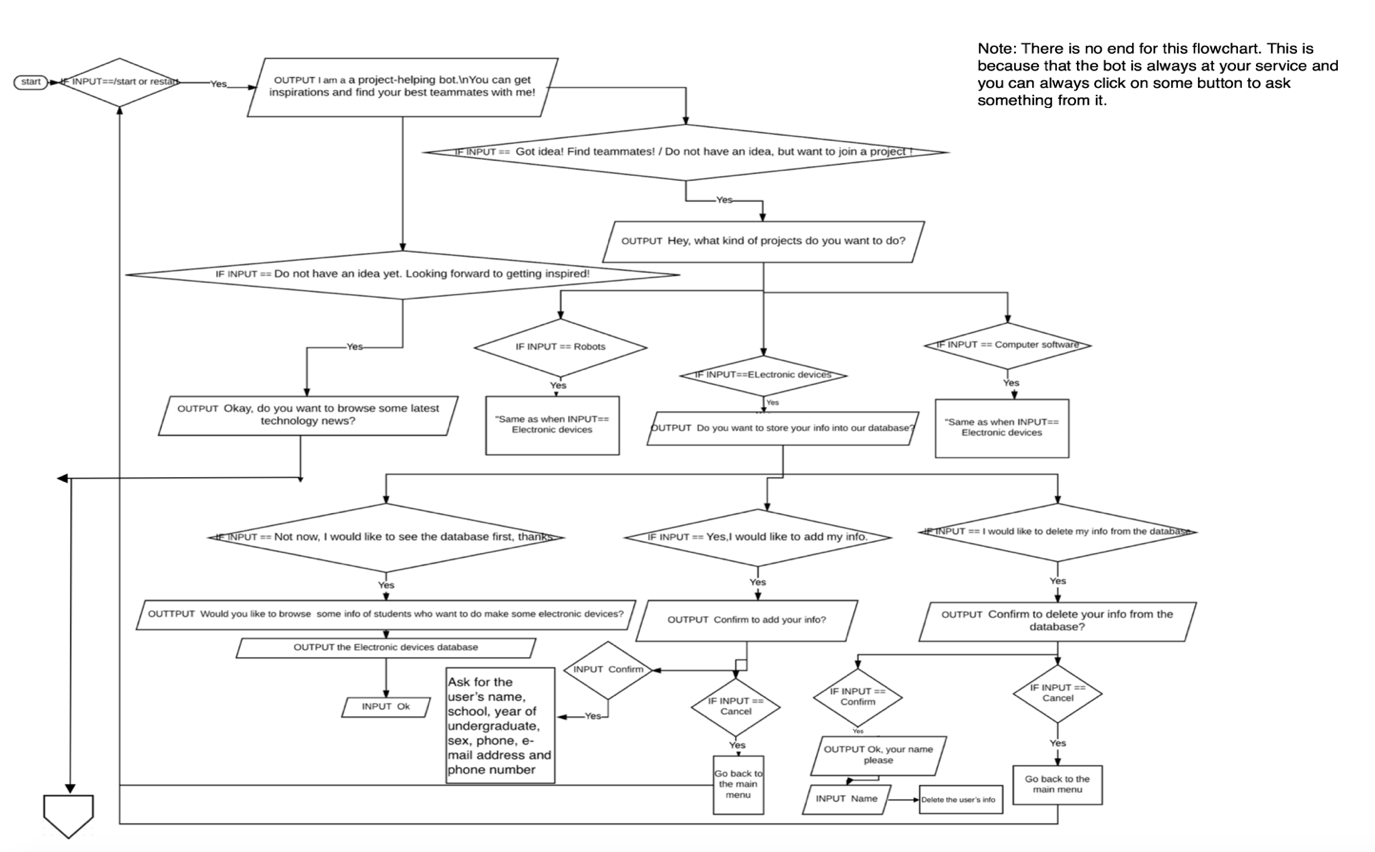 Note: There is no end for this flowchart. This is
because that the bot is always at your service and
you can always click on some button to ask
something from it.
start
IF INPUT==/start or restart
Yes
OUTPUT I am a a project-helping bot.\nYou can get
inspirations and find your best teammates with me!
IF INPUT == Got idea! Find teammates! / Do not have an idea, but want to join a project !
Yes
OUTPUT Hey, what kind of projects do you want to do?
IF INPUT == Do not have an idea yet. Looking forward to getting inspired!
Yes
IF INPUT == Robots
IF INPUT==ELectronic devices
IF INPUT == Computer software
Yes
Yes
Yes
OUTPUT Okay, do you want to browse some latest
technology news?
"Same as when INPUT==
Electronic devices
OUTPUT Do you want to store your info into our database?
"Same as when INPUT==
Electronic devices
IF INPUT == Not now, I would like to see the database first, thanks.
IF INPUT == Yes,I would like to add my info.
IF INPUT == I would like to delete my info from the database
Yes
Yes
Yes
OUTTPUT Would you like to browse some info of students who want to do make some electronic devices?
OUTPUT Confirm to add your info?
OUTPUT Confirm to delete your info from the
database?
OUTPUT the Electronic devices database
INPUT Ok
INPUT Confirm
Yes
Ask for the
user's name,
school, year of
undergraduate,
sex, phone, e-
mail address and
phone number
IF INPUT ==
Cancel
Yes
Go back to
the main
menu
IF INPUT ==
Confirm
Yes
OUTPUT Ok, your name
please
INPUT Name
Delete the user's info
IF INPUT ==
Cancel
Yes
Go back to the
main menu